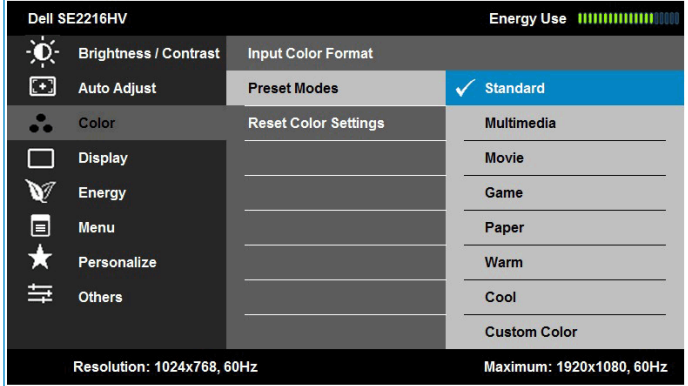 Dell SE2216HV Energy Use
Brightness / Contrast Input Color Format
Auto Adjust Preset Modes Standard
Color Reset Color Settings Multimedia
Display Movie
Energy Game
Menu Paper
Personalize Warm
Others Cool
Custom Color
Resolution: 1024x768, 60Hz Maximum: 1920x1080, 60Hz